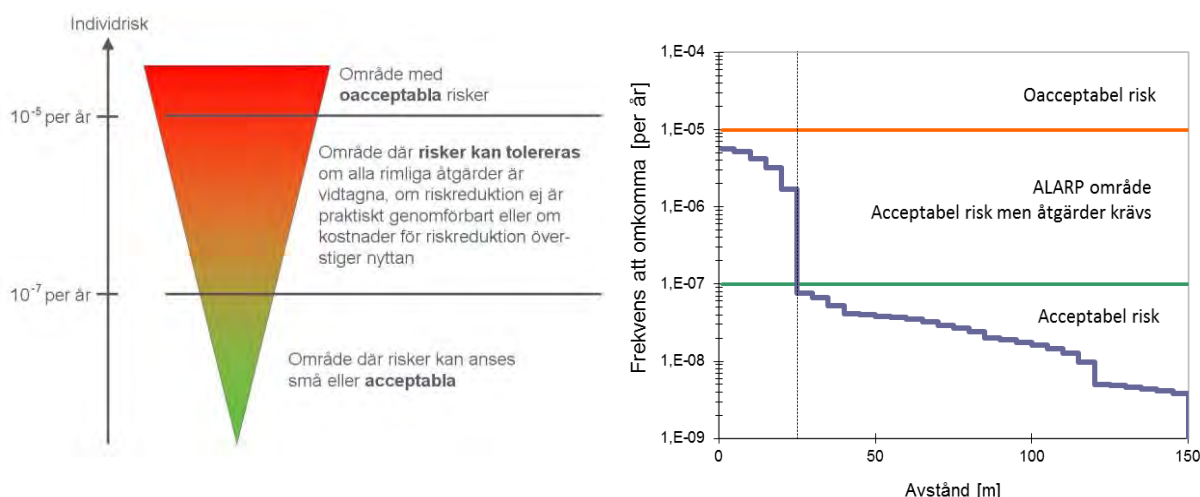 Individrisk
Område med
oacceptabla risker
10-5 per år
Område där risker kan tolereras
om alla rimliga åtgärder är
vidtagna, om riskreduktion ej är
praktiskt genomförbart eller om
kostnader för riskreduktion över-
stiger nyttan
10-7 per år
Område där risker kan anses
små eller acceptabla
Frekvens att omkomma [per år]
1,E-04
1,E-05
1,E-06
1,E-07
1,E-08
1,E-09
Oacceptabel risk
ALARP område
Acceptabel risk men åtgärder krävs
Acceptabel risk
0
50
100
150
Avstånd [m]